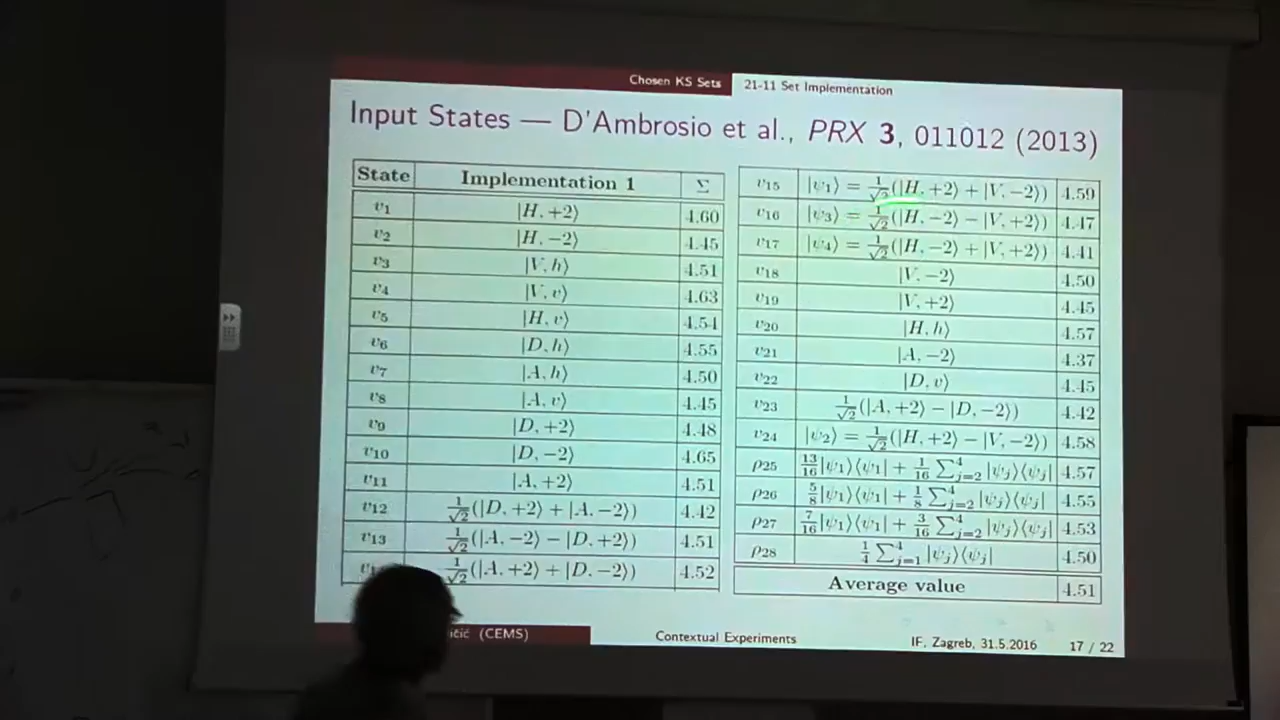 Chosen KS Sets 21-11 Set Implementation
Input States — D'Ambrosio et al., PRX 3, 011012 (2013)
State Implementation 1 Σ
v1 |H, +2⟩ 4.60
v2 |H, −2⟩ 4.45
v3 |V, h⟩ 4.51
v4 |V, v⟩ 4.63
v5 |H, v⟩ 4.54
v6 |D, h⟩ 4.55
v7 |A, h⟩ 4.50
v8 |A, v⟩ 4.45
v9 |D, +2⟩ 4.48
v10 |D, −2⟩ 4.65
v11 |A, +2⟩ 4.51
v12 1/√2(|D, +2⟩ + |A, −2⟩) 4.42
v13 1/√2(|A, −2⟩ − |D, +2⟩) 4.51
1/√2(|A, +2⟩ + |D, −2⟩) 4.52
v15 |ψ1⟩ = 1/√2(|H, +2⟩ + |V, −2⟩) 4.59
v16 |ψ3⟩ = 1/√2(|H, −2⟩ − |V, +2⟩) 4.47
v17 |ψ4⟩ = 1/√2(|H, −2⟩ + |V, +2⟩) 4.41
v18 |V, −2⟩ 4.50
v19 |V, +2⟩ 4.45
v20 |H, h⟩ 4.57
v21 |A, −2⟩ 4.37
v22 |D, v⟩ 4.45
v23 1/√2(|A, +2⟩ − |D, −2⟩) 4.42
v24 |ψ2⟩ = 1/√2(|H, +2⟩ − |V, −2⟩) 4.58
ρ25 13/16|ψ1⟩⟨ψ1| + 1/16 ∑⁴j=2 |ψj⟩⟨ψj| 4.57
ρ26 5/8|ψ1⟩⟨ψ1| + 1/8 ∑⁴j=2 |ψj⟩⟨ψj| 4.55
ρ27 7/16|ψ1⟩⟨ψ1| + 3/16 ∑⁴j=2 |ψj⟩⟨ψj| 4.53
ρ28 1/4 ∑⁴j=1 |ψj⟩⟨ψj| 4.50
Average value 4.51
(CEMS) Contextual Experiments IF, Zagreb, 31.5.2016 17 / 22